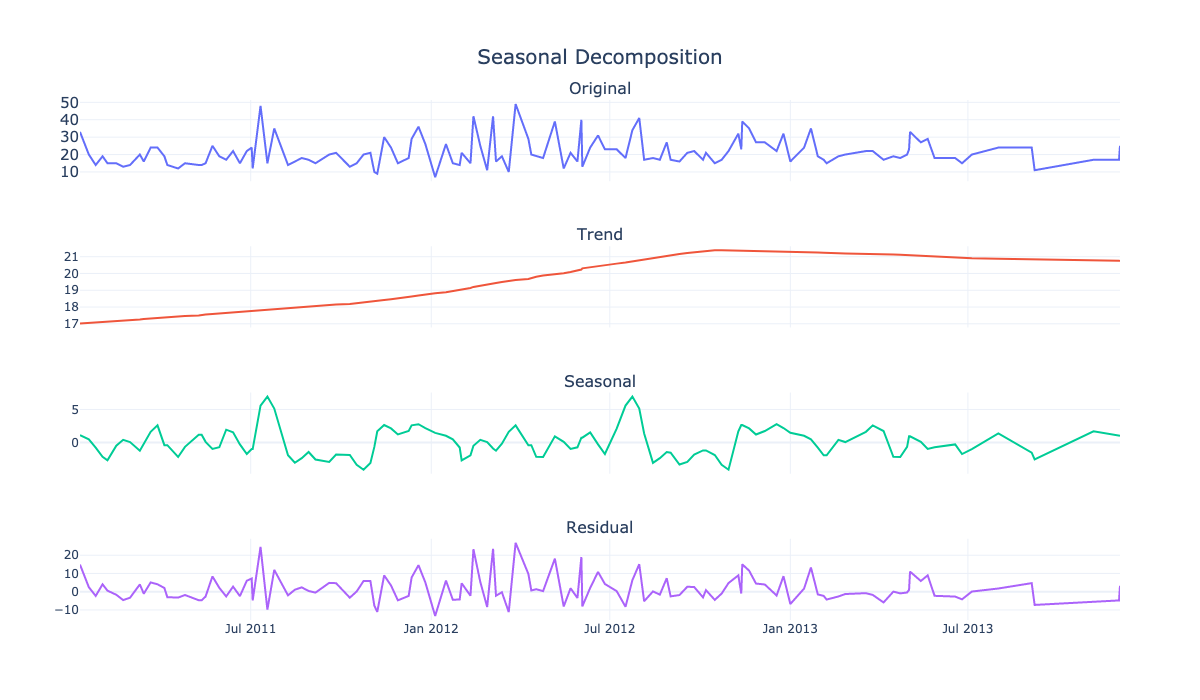 Seasonal Decomposition
Original
50
40
30
20
10
Trend
21
20
19
18
17
Seasonal
5
0
Residual
20
10
0
−10
Jul 2011 Jan 2012 Jul 2012 Jan 2013 Jul 2013